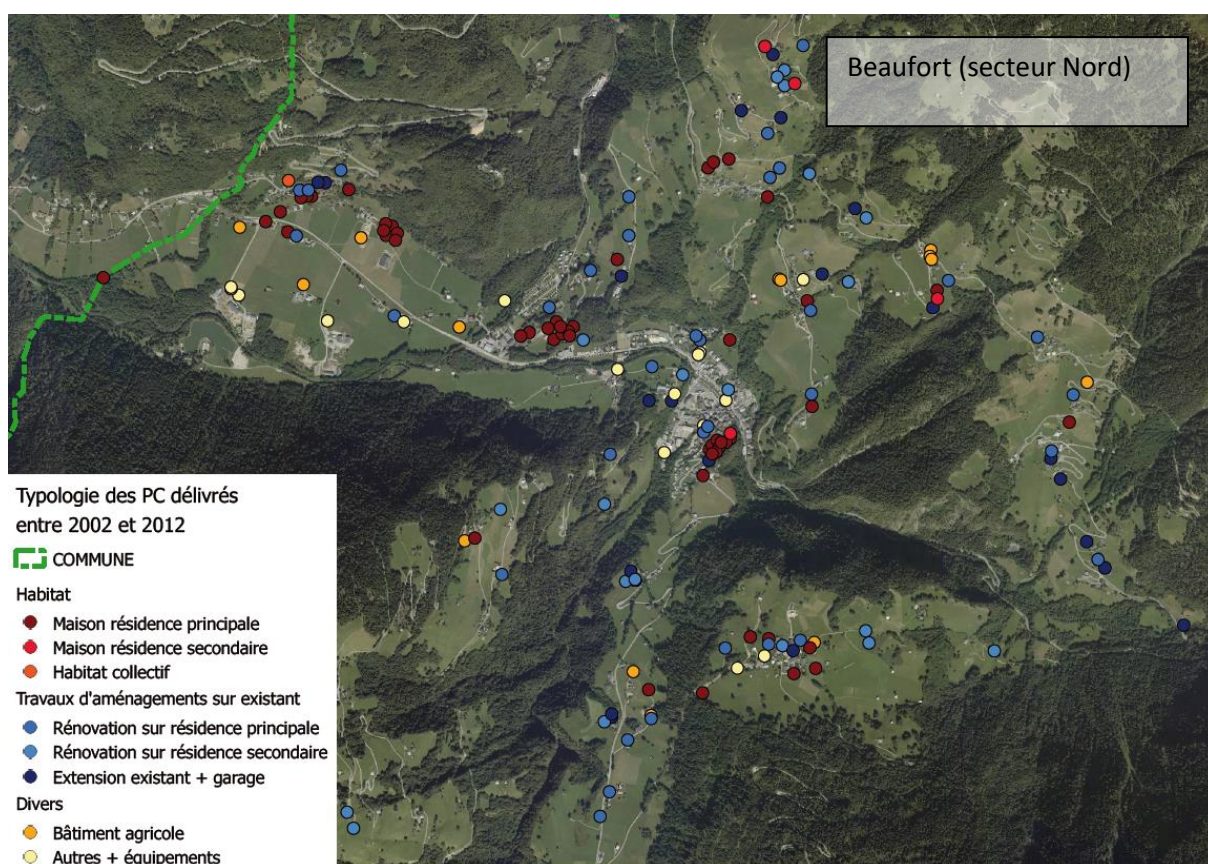 Beaufort (secteur Nord)
Typologie des PC délivrés
entre 2002 et 2012
COMMUNE
Habitat
Maison résidence principale
Maison résidence secondaire
Habitat collectif
Travaux d'aménagements sur existant
Rénovation sur résidence principale
Rénovation sur résidence secondaire
Extension existant + garage
Divers
Bâtiment agricole
Autres + équipements